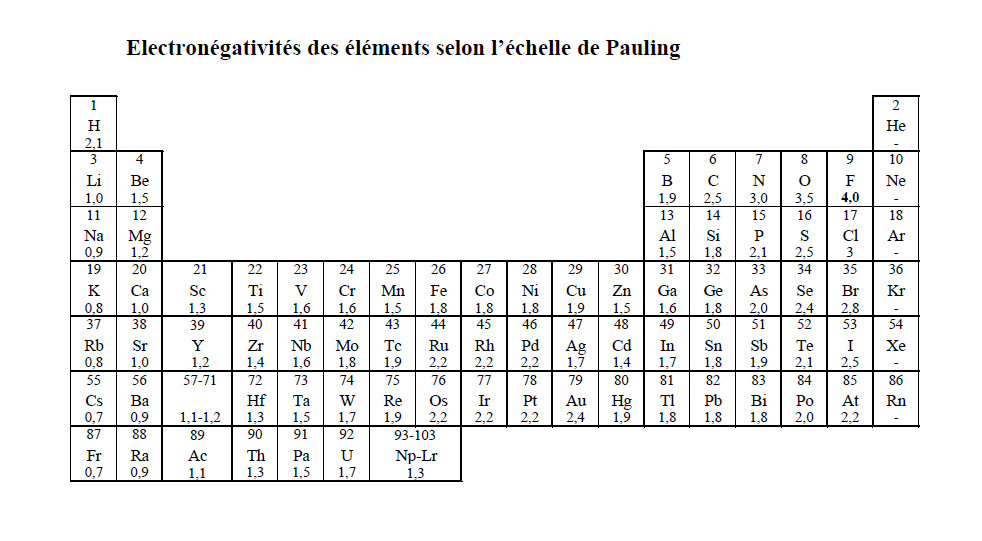 Electronégativités des éléments selon l’échelle de Pauling
1 2
H He
2,1 -
3 4 5 6 7 8 9 10
Li Be B C N O F Ne
1,0 1,5 1,9 2,5 3,0 3,5 4,0 -
11 12 13 14 15 16 17 18
Na Mg Al Si P S Cl Ar
0,9 1,2 1,5 1,8 2,1 2,5 3 -
19 20 21 22 23 24 25 26 27 28 29 30 31 32 33 34 35 36
K Ca Sc Ti V Cr Mn Fe Co Ni Cu Zn Ga Ge As Se Br Kr
0,8 1,0 1,3 1,5 1,6 1,6 1,5 1,8 1,8 1,8 1,9 1,5 1,6 1,8 2,0 2,4 2,8 -
37 38 39 40 41 42 43 44 45 46 47 48 49 50 51 52 53 54
Rb Sr Y Zr Nb Mo Tc Ru Rh Pd Ag Cd In Sn Sb Te I Xe
0,8 1,0 1,2 1,4 1,6 1,8 1,9 2,2 2,2 2,2 1,7 1,4 1,7 1,8 1,9 2,1 2,5 -
55 56 57-71 72 73 74 75 76 77 78 79 80 81 82 83 84 85 86
Cs Ba Hf Ta W Re Os Ir Pt Au Hg Tl Pb Bi Po At Rn
0,7 0,9 1,1-1,2 1,3 1,5 1,7 1,9 2,2 2,2 2,2 2,4 1,9 1,8 1,8 1,8 2,0 2,2 -
87 88 89 90 91 92 93-103
Fr Ra Ac Th Pa U Np-Lr
0,7 0,9 1,1 1,3 1,5 1,7 1,3